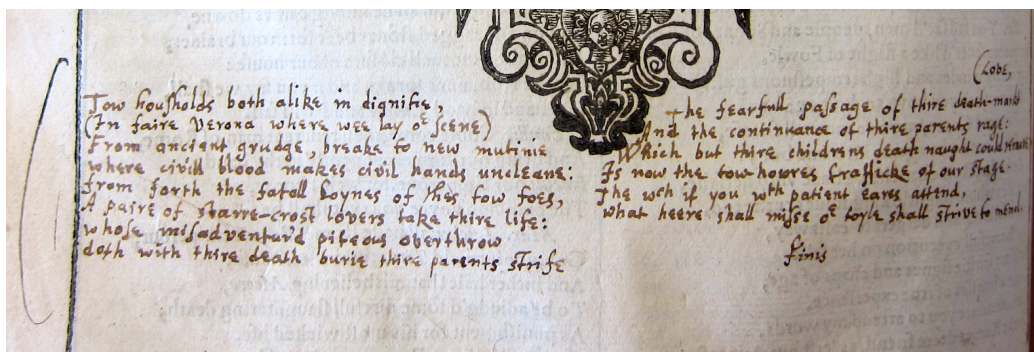 Tow housholds both alike in dignitie,
(In faire Verona where wee lay oᵉ scene)
From ancient grudge, breake to new mutinie
where civill blood makes civil hands uncleane:
from forth the fatall Loynes of thes tow foes,
A paire of starre-crost lovers take thire life:
whose misadventur'd piteous overthrow
doth with thire death burie thire parents strife
(Love,
The fearfull passage of thire death-markt
And the continuance of thire parents rage:
Which but thire childrens death naught could
Is now the tow-howres trafficke of our stage.
The wch if you wth patient eares attend,
what heere shall misse oᵉ toyle shall strive to mend.
finis